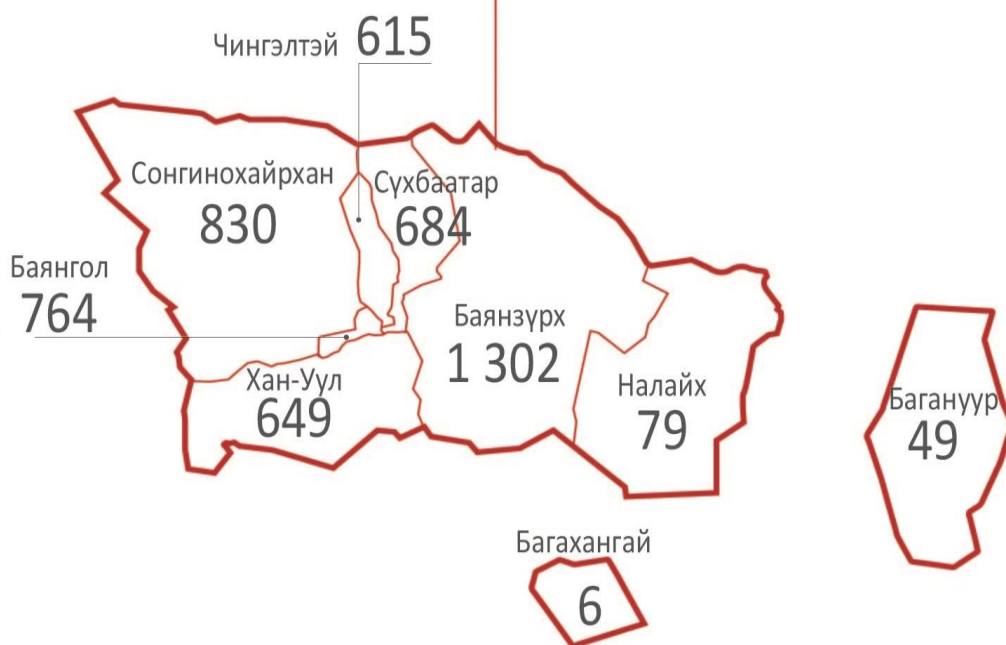 Чингэлтэй 615
Сонгинохайрхан
830
Сүхбаатар
684
Баянгол
764
Баянзүрх
1 302
Хан-Уул
649
Налайх
79
Багануур
49
Багахангай
6